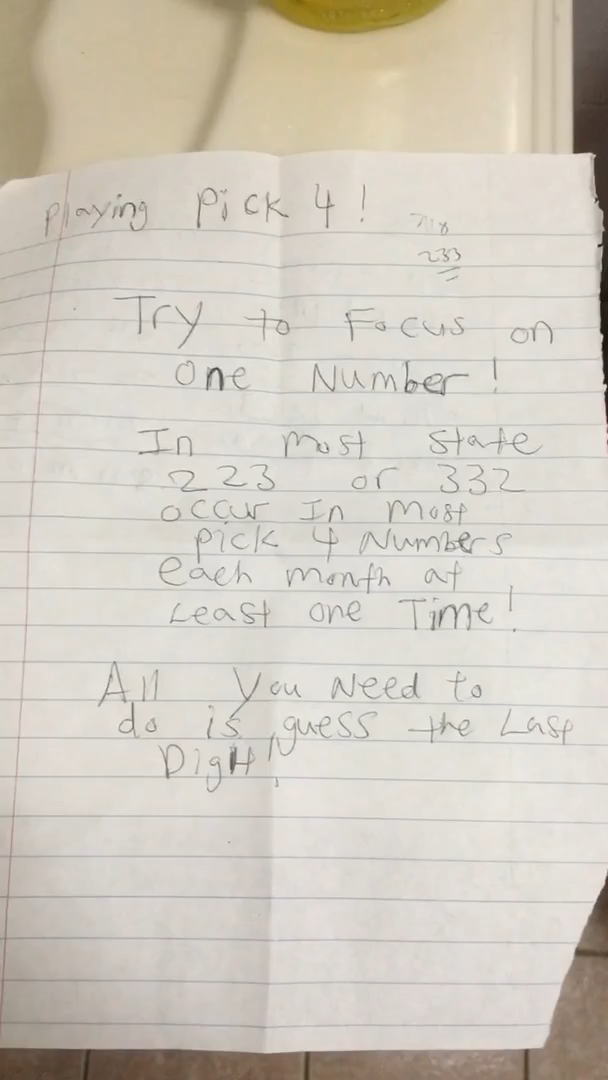 Playing Pick 4!
233
Try to Focus on
One Number!
In most state
223 or 332
occur In most
pick 4 Numbers
each month at
Least one Time!
All You Need to
do is guess the Last
Digit!